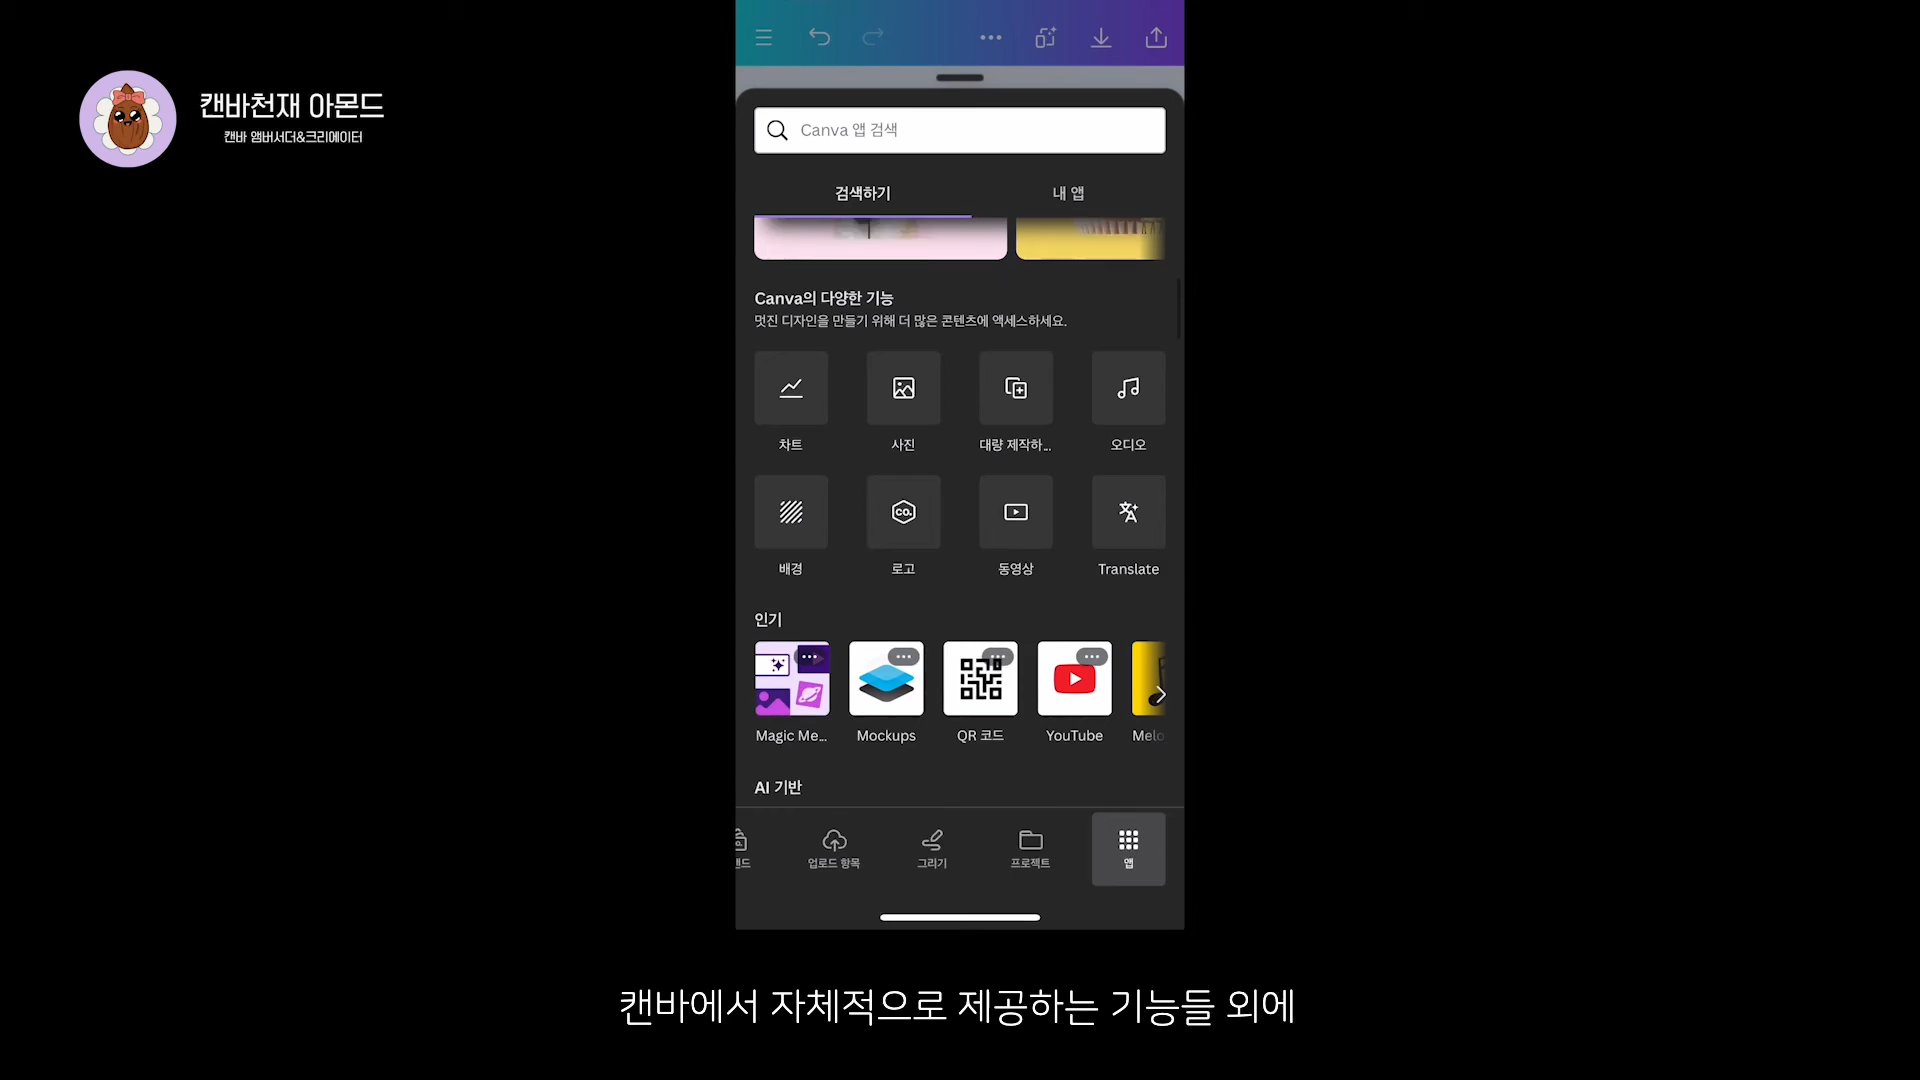 캔바천재 아몬드
캔바 앰버서더&크리에이터
Canva 앱 검색
검색하기
내 앱
Canva의 다양한 기능
멋진 디자인을 만들기 위해 더 많은 콘텐츠에 액세스하세요.
차트
사진
대량 제작하...
오디오
CO.
배경
로고
동영상
Translate
인기
Magic Me...
Mockups
QR 코드
YouTube
Melo
AI 기반
랜드
업로드 항목
그리기
프로젝트
앱
캔바에서 자체적으로 제공하는 기능들 외에